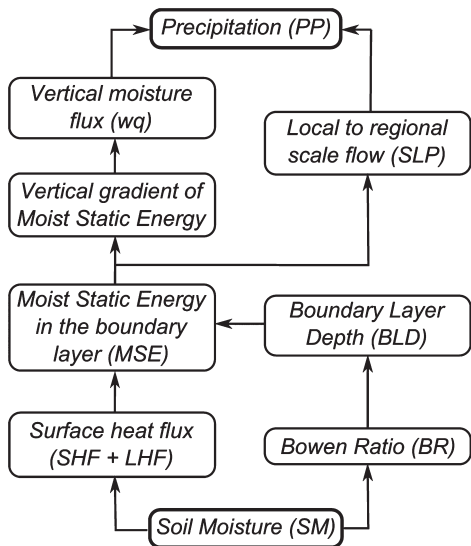 Precipitation (PP)
Vertical moisture
flux (wq)
Local to regional
scale flow (SLP)
Vertical gradient of
Moist Static Energy
Moist Static Energy
in the boundary
layer (MSE)
Boundary Layer
Depth (BLD)
Surface heat flux
(SHF + LHF)
Bowen Ratio (BR)
Soil Moisture (SM)